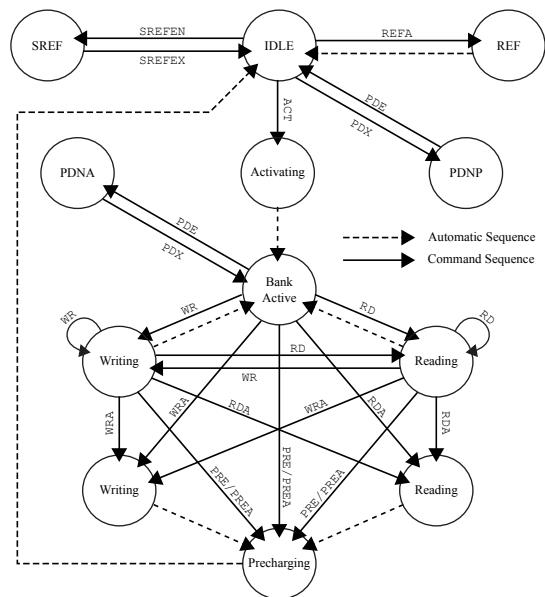 SREFEN
REFA
SREF
IDLE
REF
SREFEX
ACT
PDE
PDX
PDNA
Activating
PDNP
PDE
PDX
Automatic Sequence
Command Sequence
Bank
Active
WR
RD
WR
RD
RD
Writing
Reading
WR
WRA
WRA
RDA
WRA
RDA
RDA
PRE/PREA
PRE/PREA
PRE/PREA
Writing
Reading
Precharging